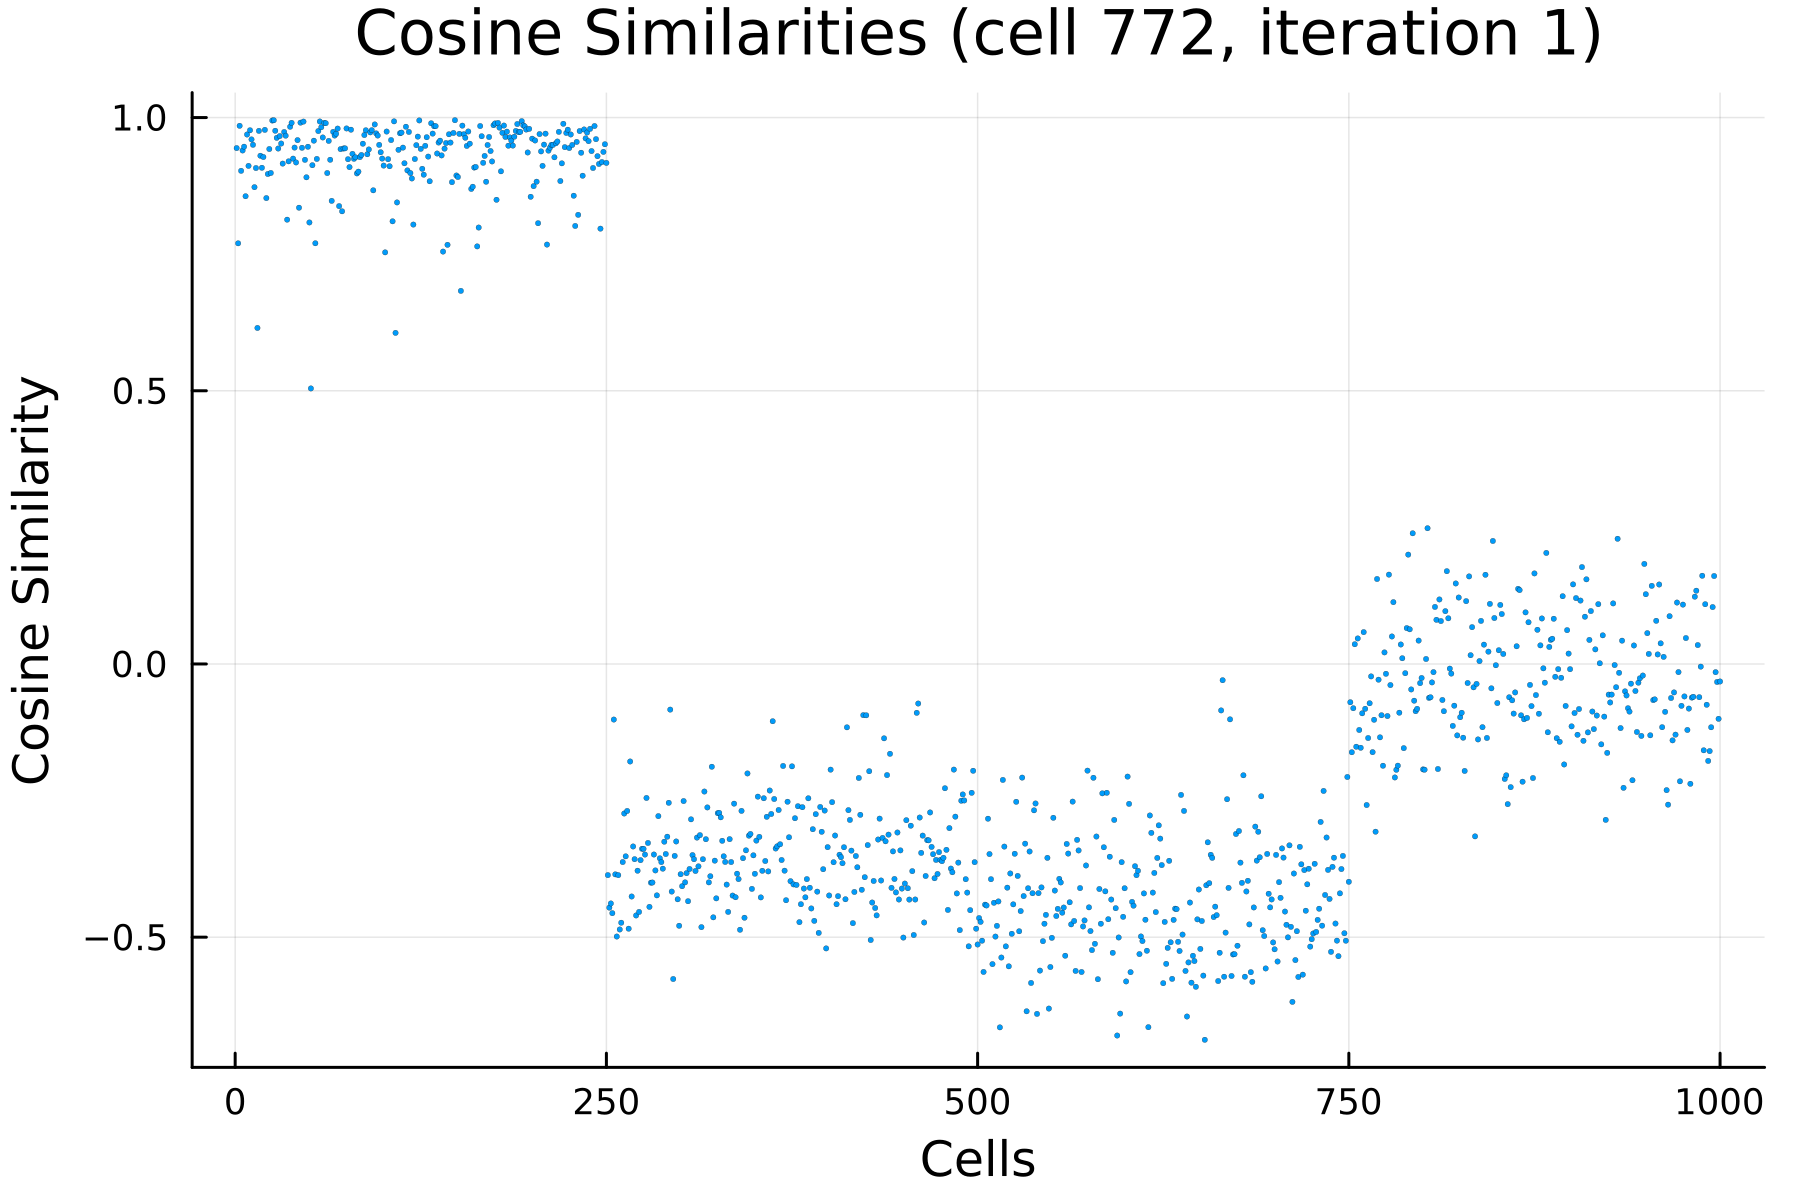 Cosine Similarities (cell 772, iteration 1)
1.0
0.5
0.0
−0.5
Cosine Similarity
0 250 500 750 1000
Cells